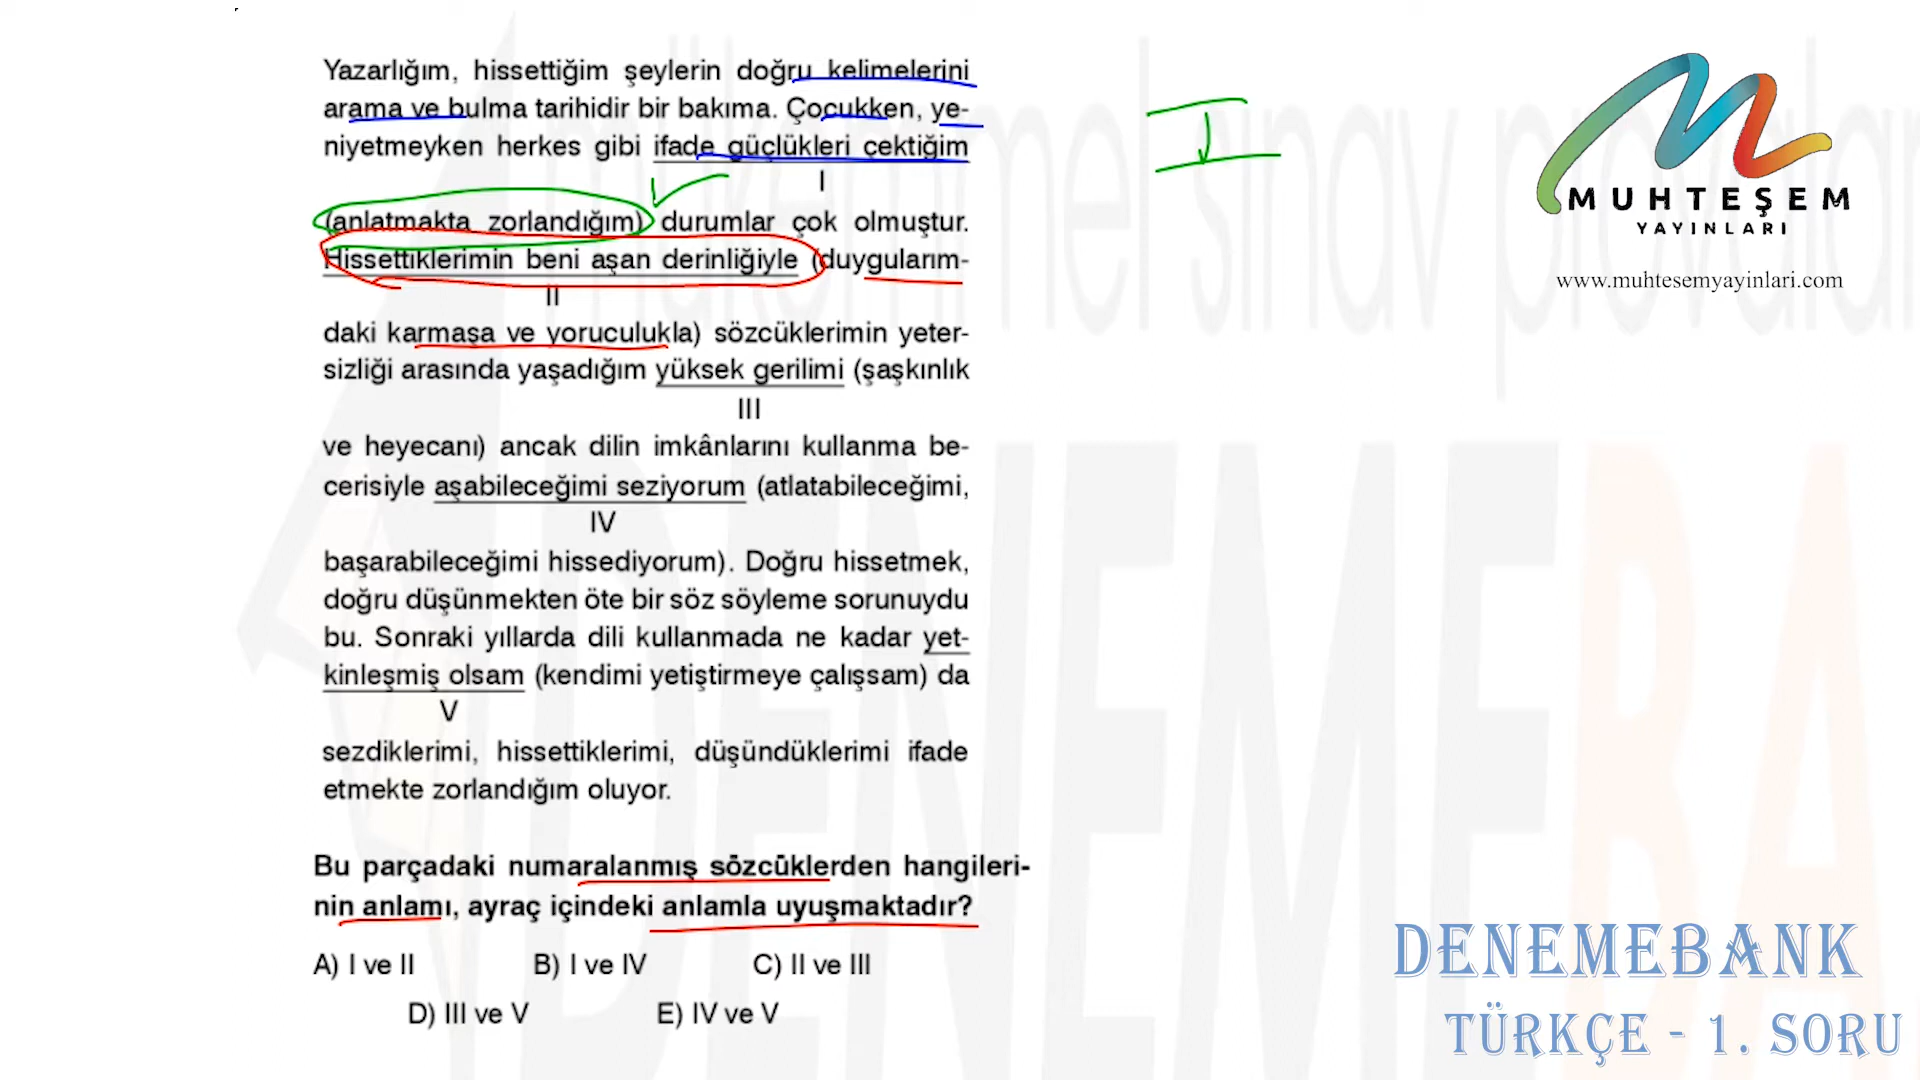 Yazarlığım, hissettiğim şeylerin doğru kelimelerini
arama ve bulma tarihidir bir bakıma. Çocukken, ye-
niyetmeyken herkes gibi ifade güçlükleri çektiğim
I
(anlatmakta zorlandığım) durumlar çok olmuştur.
Hissettiklerimin beni aşan derinliğiyle (duygularım-
II
daki karmaşa ve yoruculukla) sözcüklerimin yeter-
sizliği arasında yaşadığım yüksek gerilimi (şaşkınlık
III
ve heyecanı) ancak dilin imkânlarını kullanma be-
cerisiyle aşabileceğimi seziyorum (atlatabileceğimi,
IV
başarabileceğimi hissediyorum). Doğru hissetmek,
doğru düşünmekten öte bir söz söyleme sorunuydu
bu. Sonraki yıllarda dili kullanmada ne kadar yet-
kinleşmiş olsam (kendimi yetiştirmeye çalışsam) da
V
sezdiklerimi, hissettiklerimi, düşündüklerimi ifade
etmekte zorlandığım oluyor.
Bu parçadaki numaralanmış sözcüklerden hangileri-
nin anlamı, ayraç içindeki anlamla uyuşmaktadır?
A) I ve II B) I ve IV C) II ve III
D) III ve V E) IV ve V
I
MUHTEŞEM
YAYINLARI
www.muhtesemyayinlari.com
mükemmel sınav provaları
DENEMEBA
DENEMEBANK
TÜRKÇE - 1. SORU